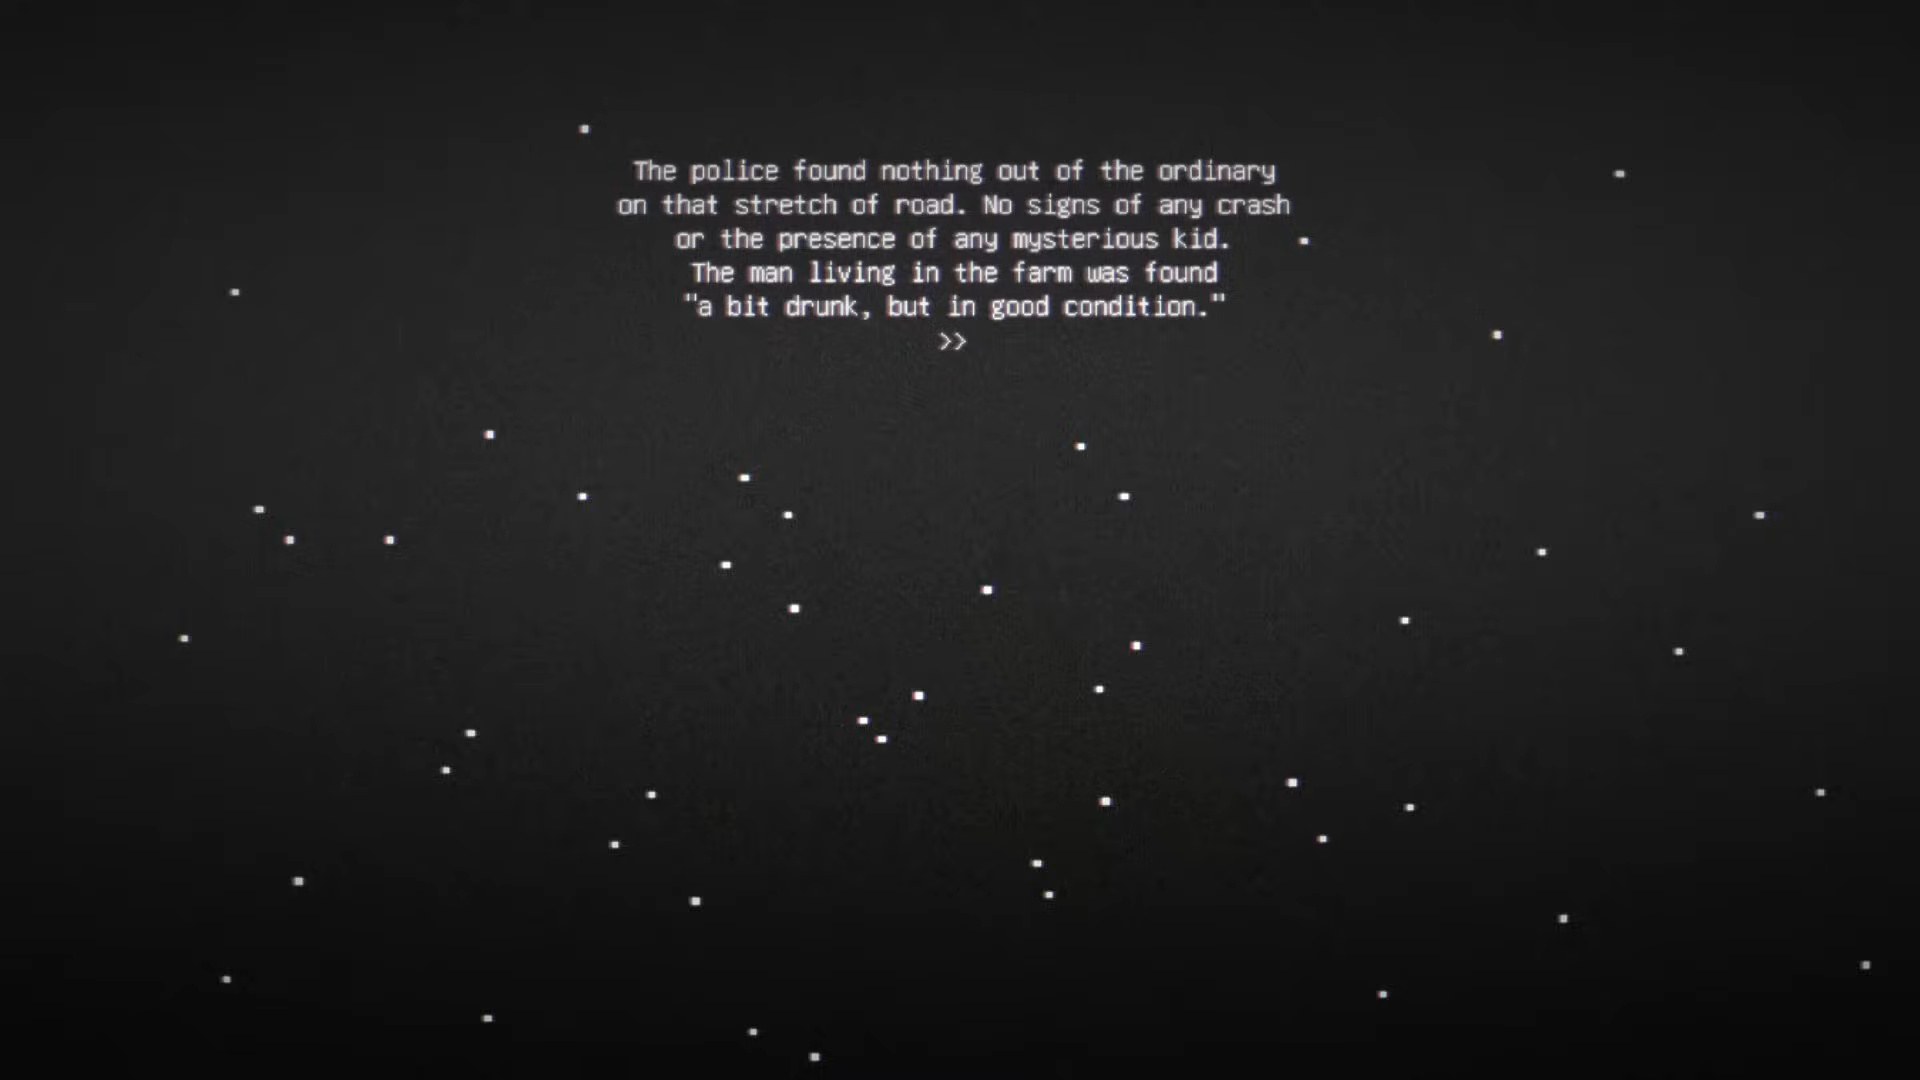 The police found nothing out of the ordinary
on that stretch of road. No signs of any crash
or the presence of any mysterious kid.
The man living in the farm was found
"a bit drunk, but in good condition."
>>